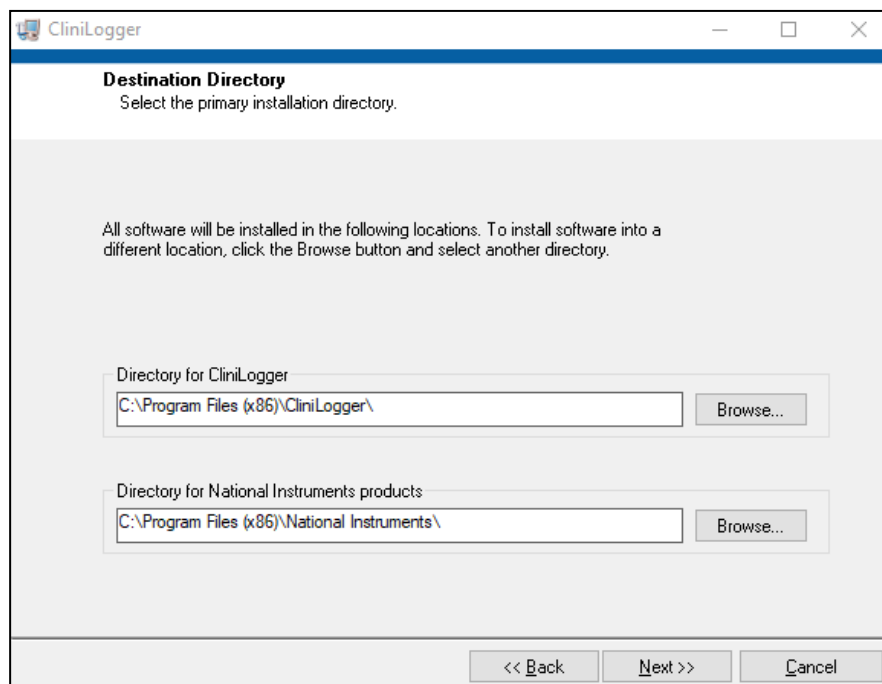 CliniLogger
Destination Directory
Select the primary installation directory.
All software will be installed in the following locations. To install software into a
different location, click the Browse button and select another directory.
Directory for CliniLogger
C:\Program Files (x86)\CliniLogger\
Browse...
Directory for National Instruments products
C:\Program Files (x86)\National Instruments\
Browse...
<< Back
Next >>
Cancel